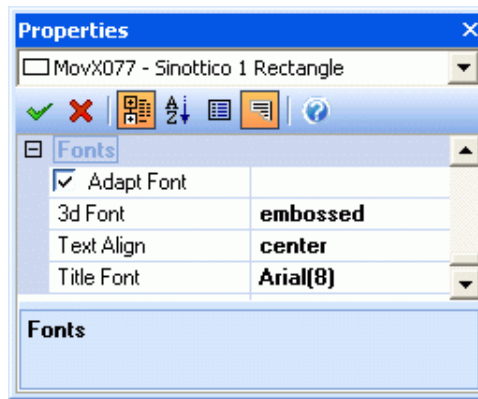 Properties
MovX077 - Sinottico 1 Rectangle
Fonts
Adapt Font
3d Font embossed
Text Align center
Title Font Arial(8)
Fonts